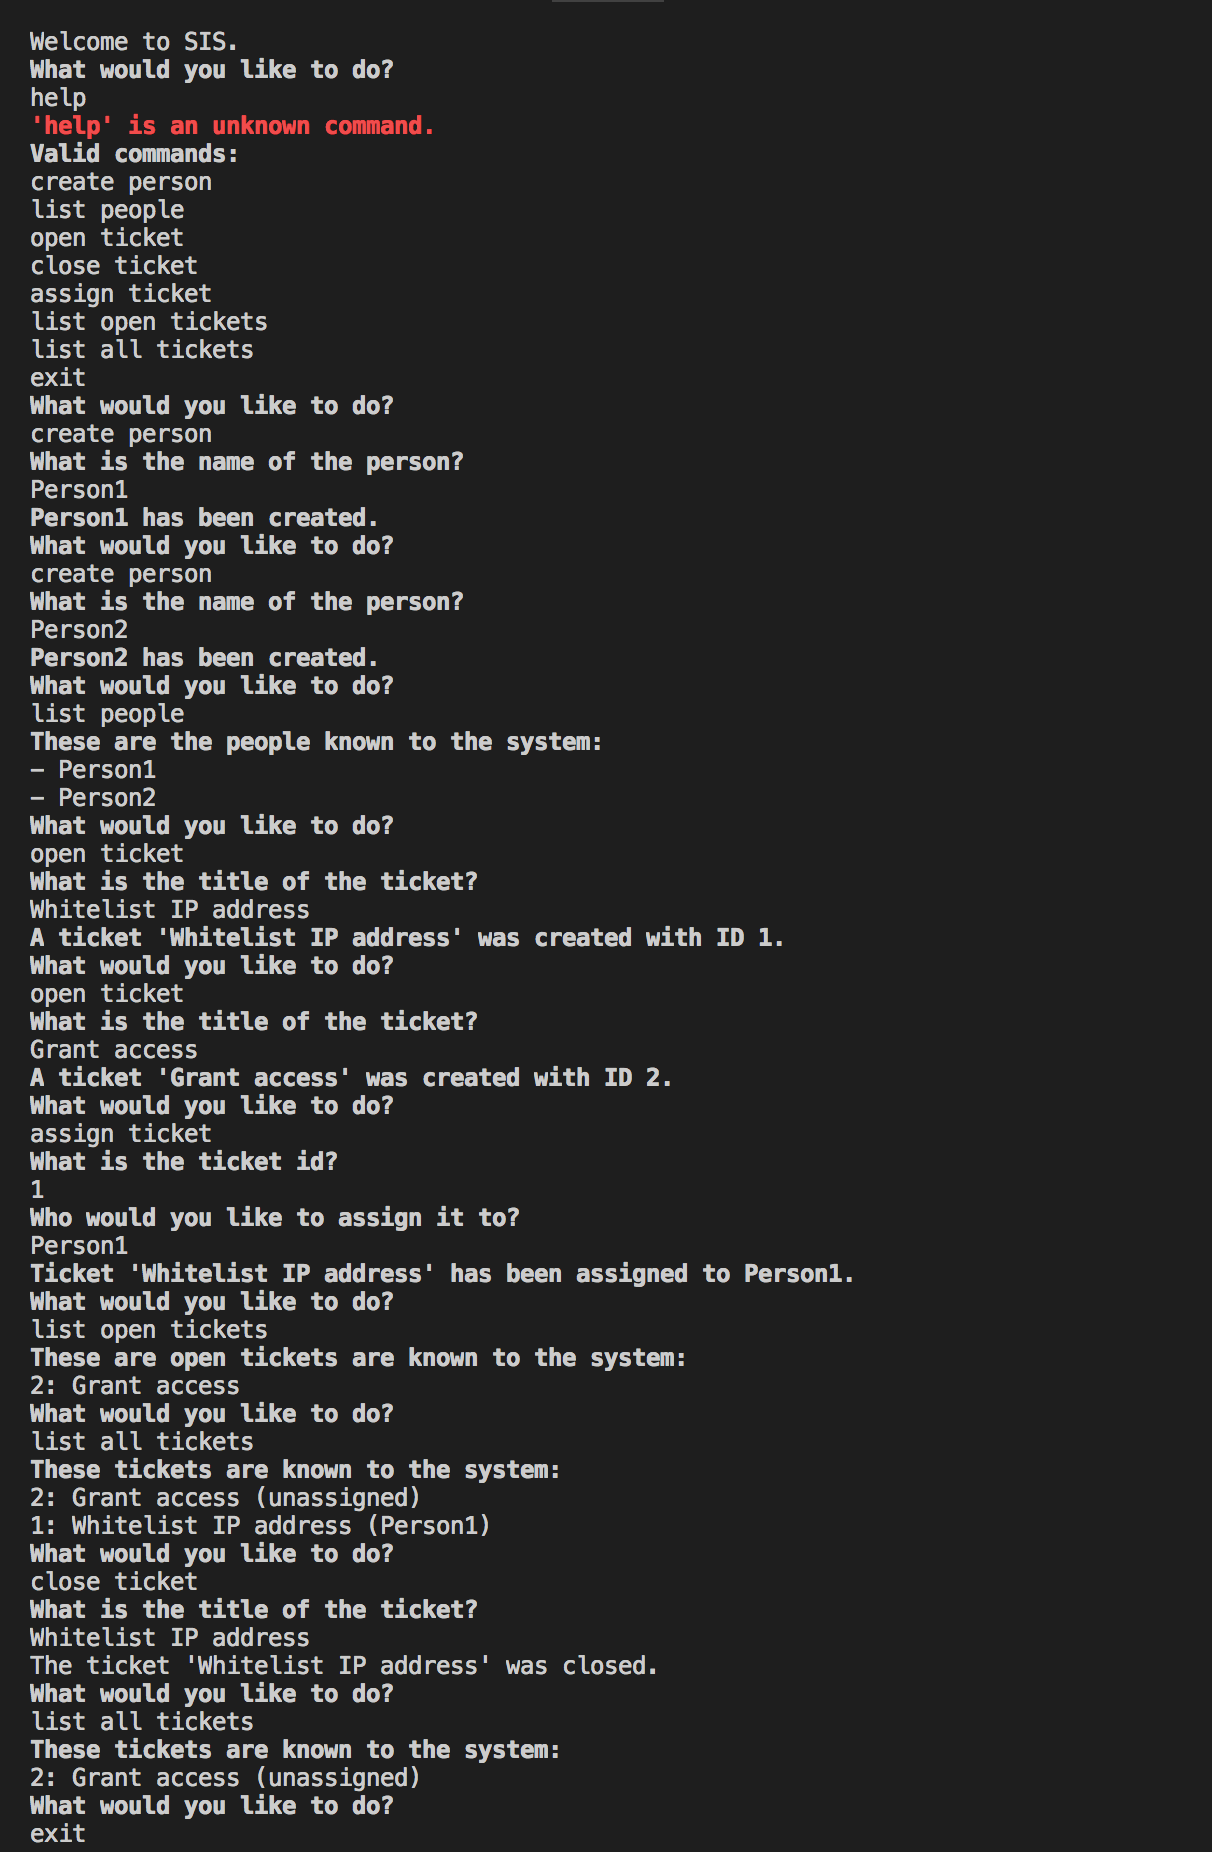 Welcome to SIS.
What would you like to do?
help
'help' is an unknown command.
Valid commands:
create person
list people
open ticket
close ticket
assign ticket
list open tickets
list all tickets
exit
What would you like to do?
create person
What is the name of the person?
Person1
Person1 has been created.
What would you like to do?
create person
What is the name of the person?
Person2
Person2 has been created.
What would you like to do?
list people
These are the people known to the system:
– Person1
– Person2
What would you like to do?
open ticket
What is the title of the ticket?
Whitelist IP address
A ticket 'Whitelist IP address' was created with ID 1.
What would you like to do?
open ticket
What is the title of the ticket?
Grant access
A ticket 'Grant access' was created with ID 2.
What would you like to do?
assign ticket
What is the ticket id?
1
Who would you like to assign it to?
Person1
Ticket 'Whitelist IP address' has been assigned to Person1.
What would you like to do?
list open tickets
These are open tickets are known to the system:
2: Grant access
What would you like to do?
list all tickets
These tickets are known to the system:
2: Grant access (unassigned)
1: Whitelist IP address (Person1)
What would you like to do?
close ticket
What is the title of the ticket?
Whitelist IP address
The ticket 'Whitelist IP address' was closed.
What would you like to do?
list all tickets
These tickets are known to the system:
2: Grant access (unassigned)
What would you like to do?
exit